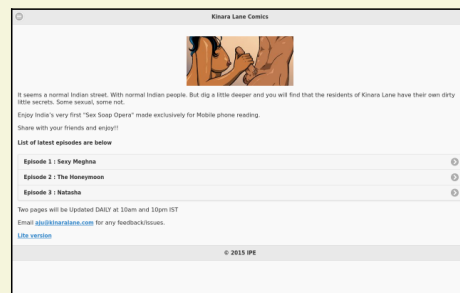 Kinara Lane Comics
It seems a normal Indian street. With normal Indian people. But dig a little deeper and you will find that the residents of Kinara Lane have their own dirty
little secrets. Some sexual, some not.
Enjoy India's very first "Sex Soap Opera" made exclusively for Mobile phone reading.
Share with your friends and enjoy!!
List of latest episodes are below
Episode 1 : Sexy Meghna
Episode 2 : The Honeymoon
Episode 3 : Natasha
Two pages will be Updated DAILY at 10am and 10pm IST
Email aju@kinaralane.com for any feedback/issues.
Lite version
© 2015 IPE